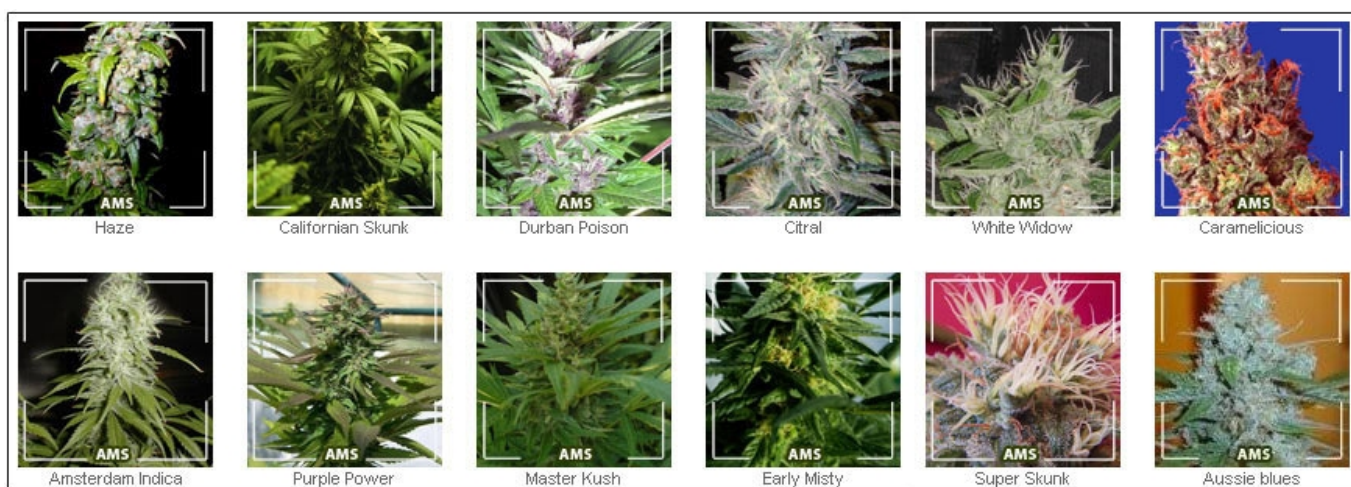 AMS AMS AMS AMS AMS AMS
Haze Californian Skunk Durban Poison Citral White Widow Caramelicious
AMS AMS AMS AMS AMS AMS
Amsterdam Indica Purple Power Master Kush Early Misty Super Skunk Aussie blues